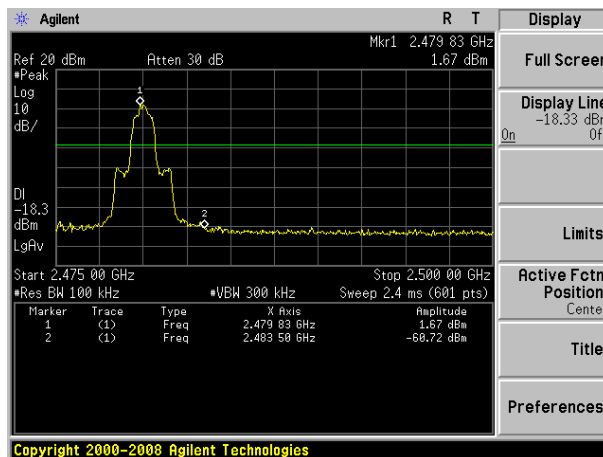 Agilent R T Display
Mkr1 2.479 83 GHz
Ref 20 dBm Atten 30 dB 1.67 dBm
#Peak
Log
10
dB/
1
2
DI
-18.3
dBm
LgAv
Start 2.475 00 GHz Stop 2.500 00 GHz
#Res BW 100 kHz #VBW 300 kHz Sweep 2.4 ms (601 pts)
Marker Trace Type X Axis Amplitude
1 (1) Freq 2.479 83 GHz 1.67 dBm
2 (1) Freq 2.483 50 GHz -60.72 dBm
Full Screen
Display Line
-18.33 dBm
On Of
Limits
Active Fctn
Position
Cente
Title
Preferences
Copyright 2000-2008 Agilent Technologies